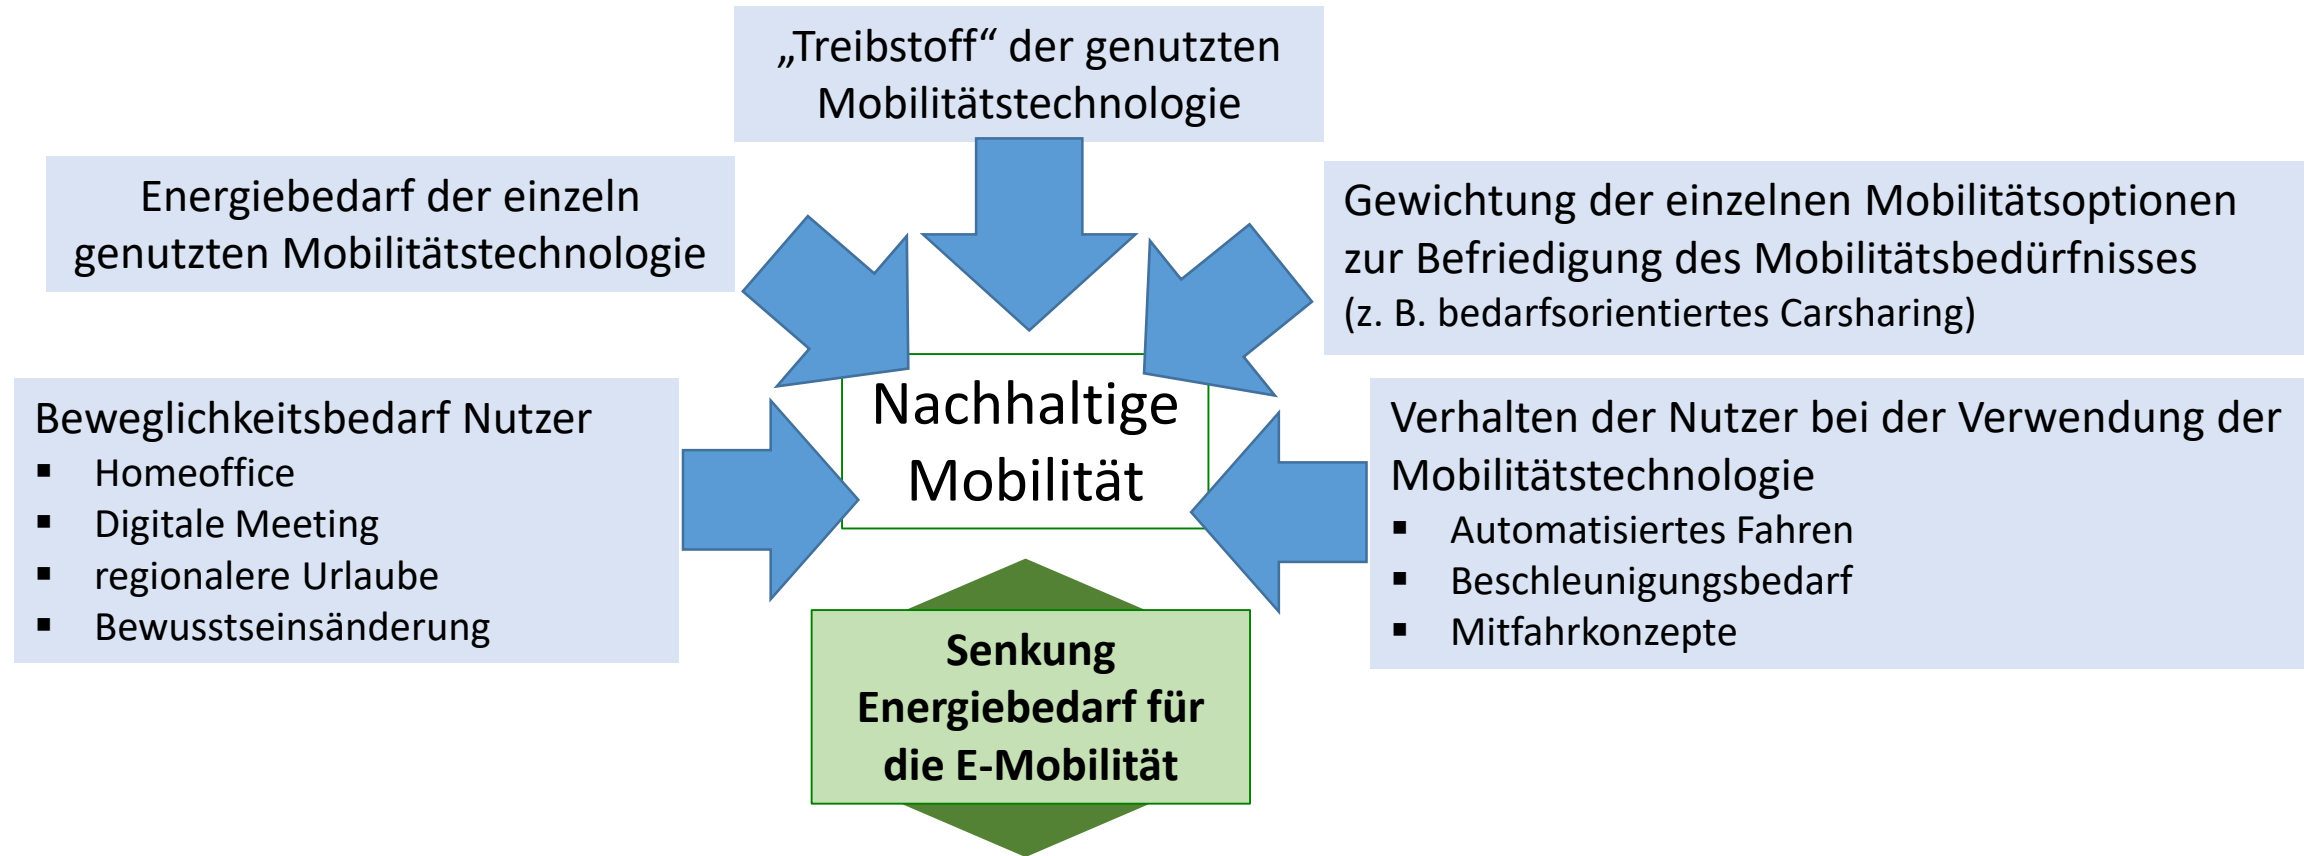 „Treibstoff“ der genutzten
Mobilitätstechnologie
Energiebedarf der einzeln
genutzten Mobilitätstechnologie
Gewichtung der einzelnen Mobilitätsoptionen
zur Befriedigung des Mobilitätsbedürfnisses
(z. B. bedarfsorientiertes Carsharing)
Beweglichkeitsbedarf Nutzer
▪ Homeoffice
▪ Digitale Meeting
▪ regionalere Urlaube
▪ Bewusstseinsänderung
Nachhaltige
Mobilität
Verhalten der Nutzer bei der Verwendung der
Mobilitätstechnologie
▪ Automatisiertes Fahren
▪ Beschleunigungsbedarf
▪ Mitfahrkonzepte
Senkung
Energiebedarf für
die E-Mobilität